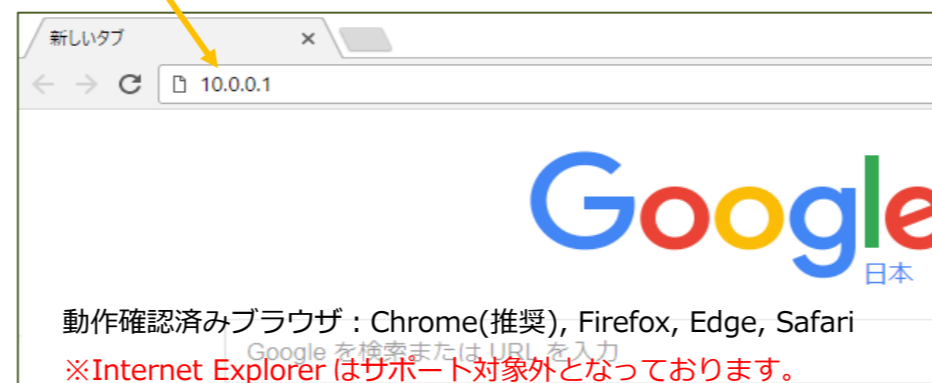 新しいタブ
10.0.0.1
Google
日本
動作確認済みブラウザ：Chrome(推奨), Firefox, Edge, Safari
Google を検索または URL を入力
※Internet Explorer はサポート対象外となっております。